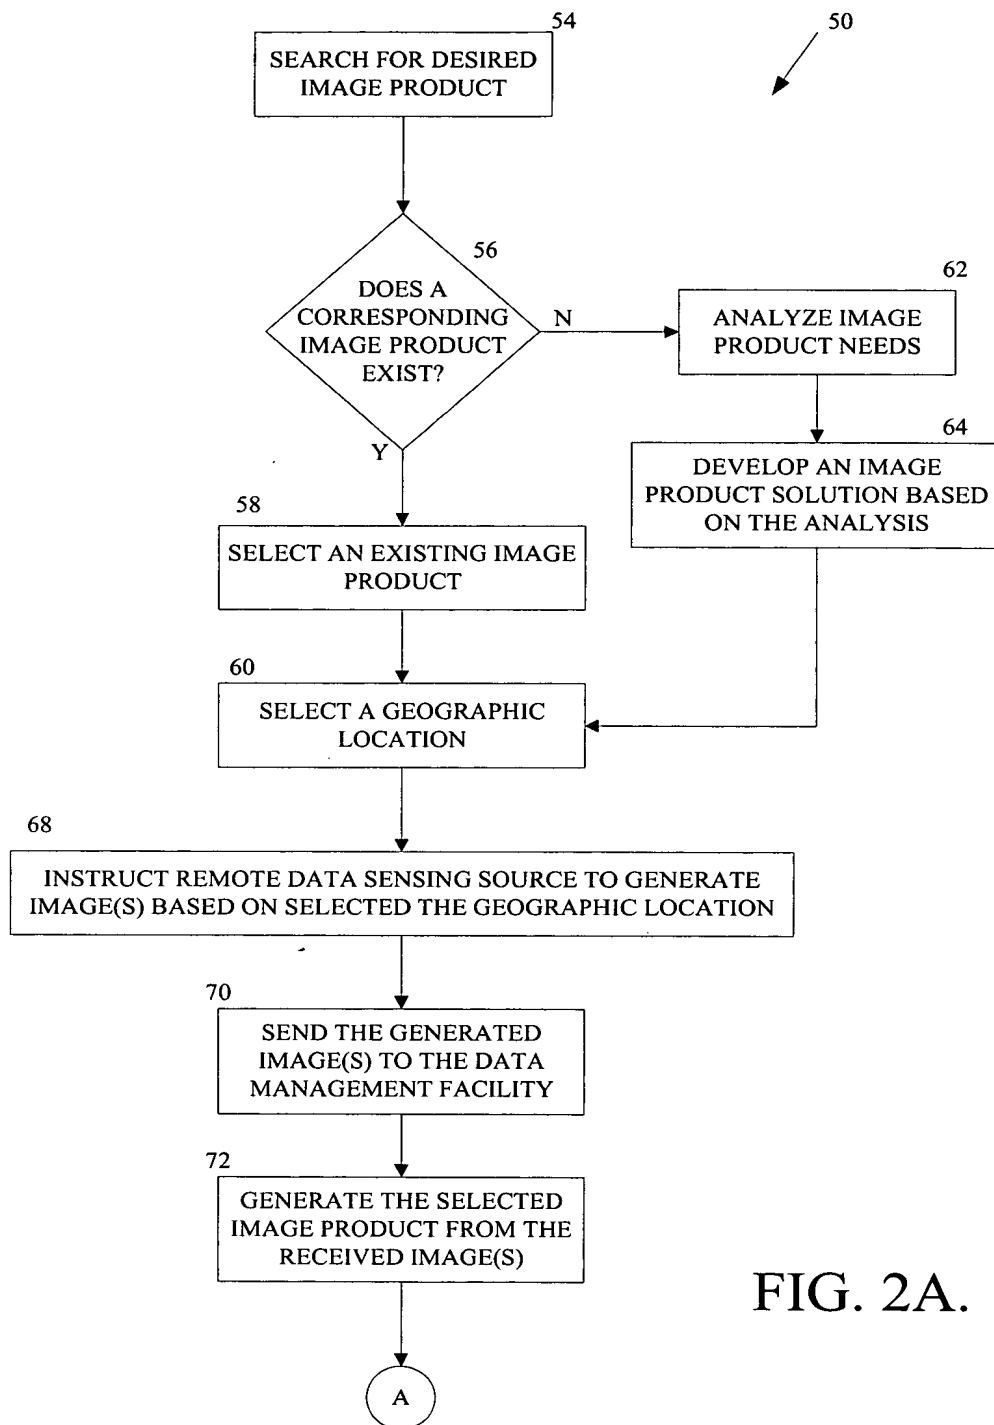 54
50
SEARCH FOR DESIRED
IMAGE PRODUCT
56
DOES A
CORRESPONDING
IMAGE PRODUCT
EXIST?
N
62
ANALYZE IMAGE
PRODUCT NEEDS
Y
64
DEVELOP AN IMAGE
PRODUCT SOLUTION BASED
ON THE ANALYSIS
58
SELECT AN EXISTING IMAGE
PRODUCT
60
SELECT A GEOGRAPHIC
LOCATION
68
INSTRUCT REMOTE DATA SENSING SOURCE TO GENERATE
IMAGE(S) BASED ON SELECTED THE GEOGRAPHIC LOCATION
70
SEND THE GENERATED
IMAGE(S) TO THE DATA
MANAGEMENT FACILITY
72
GENERATE THE SELECTED
IMAGE PRODUCT FROM THE
RECEIVED IMAGE(S)
FIG. 2A.
A